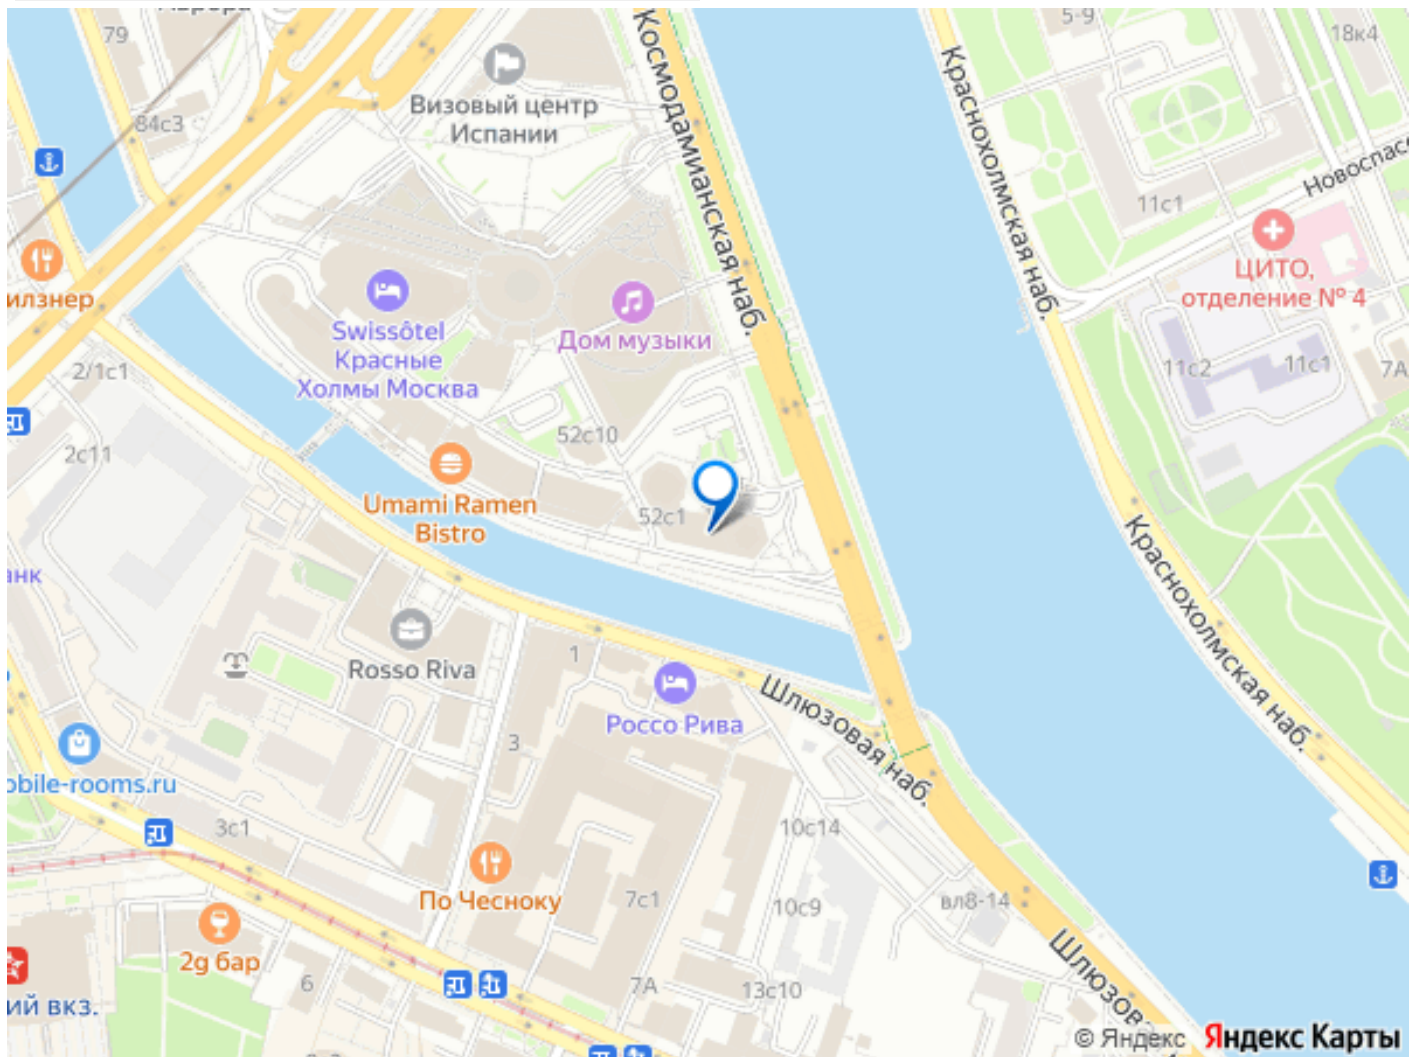 79
5-9
18к4
Визовый центр
Испании
84с3
Космодамианская наб.
Краснохолмская наб.
11с1
ЦИТО,
отделение № 4
илзнер
Swissôtel
Красные
Холмы Москва
Дом музыки
2/1с1
11с2
11с1
7А
2с11
52с10
Umami Ramen
Bistro
52с1
Краснохолмская наб.
анк
Rosso Riva
1
Россо Рива
Шлюзовая наб.
3
obile-rooms.ru
3с1
10с14
По Чесноку
7с1
10с9
вл8-14
2g бар
6
7А
13с10
ий вкз.
© Яндекс
Яндекс Карты